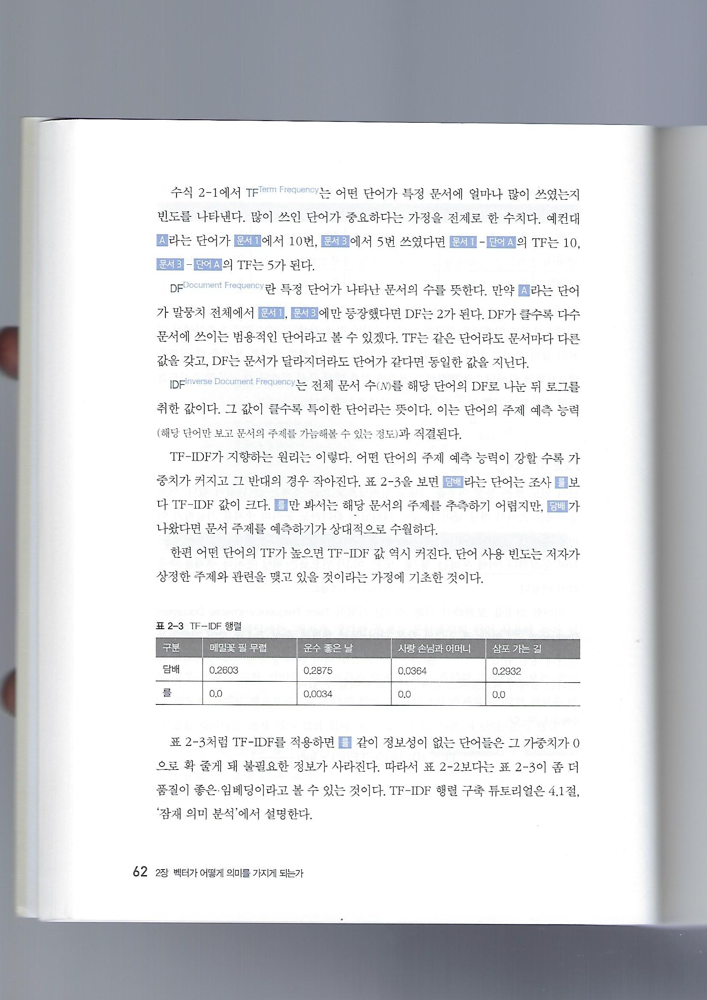 수식 2-1에서 TF Term Frequency는 어떤 단어가 특정 문서에 얼마나 많이 쓰였는지
빈도를 나타낸다. 많이 쓰인 단어가 중요하다는 가정을 전제로 한 수치다. 예컨대
A라는 단어가 문서 1에서 10번, 문서 3에서 5번 쓰였다면 문서 1 - 단어 A의 TF는 10,
문서 3 - 단어 A의 TF는 5가 된다.
DF Document Frequency란 특정 단어가 나타난 문서의 수를 뜻한다. 만약 A라는 단어
가 말뭉치 전체에서 문서 1, 문서 3에만 등장했다면 DF는 2가 된다. DF가 클수록 다수
문서에 쓰이는 범용적인 단어라고 볼 수 있겠다. TF는 같은 단어라도 문서마다 다른
값을 갖고, DF는 문서가 달라지더라도 단어가 같다면 동일한 값을 지닌다.
IDF Inverse Document Frequency는 전체 문서 수(N)를 해당 단어의 DF로 나눈 뒤 로그를
취한 값이다. 그 값이 클수록 특이한 단어라는 뜻이다. 이는 단어의 주제 예측 능력
(해당 단어만 보고 문서의 주제를 가늠해볼 수 있는 정도)과 직결된다.
TF-IDF가 지향하는 원리는 이렇다. 어떤 단어의 주제 예측 능력이 강할 수록 가
중치가 커지고 그 반대의 경우 작아진다. 표 2-3을 보면 담배라는 단어는 조사 를보
다 TF-IDF 값이 크다. 를만 봐서는 해당 문서의 주제를 추측하기 어렵지만, 담배가
나왔다면 문서 주제를 예측하기가 상대적으로 수월하다.
한편 어떤 단어의 TF가 높으면 TF-IDF 값 역시 커진다. 단어 사용 빈도는 저자가
상정한 주제와 관련을 맺고 있을 것이라는 가정에 기초한 것이다.
표 2-3 TF-IDF 행렬
구분 메밀꽃 필 무렵 운수 좋은 날 사랑 손님과 어머니 삼포 가는 길
담배 0.2603 0.2875 0.0364 0.2932
를 0.0 0.0034 0.0 0.0
표 2-3처럼 TF-IDF를 적용하면 를 같이 정보성이 없는 단어들은 그 가중치가 0
으로 확 줄게 돼 불필요한 정보가 사라진다. 따라서 표 2-2보다는 표 2-3이 좀 더
품질이 좋은 임베딩이라고 볼 수 있는 것이다. TF-IDF 행렬 구축 튜토리얼은 4.1절,
‘잠재 의미 분석’에서 설명한다.
62 2장 벡터가 어떻게 의미를 가지게 되는가